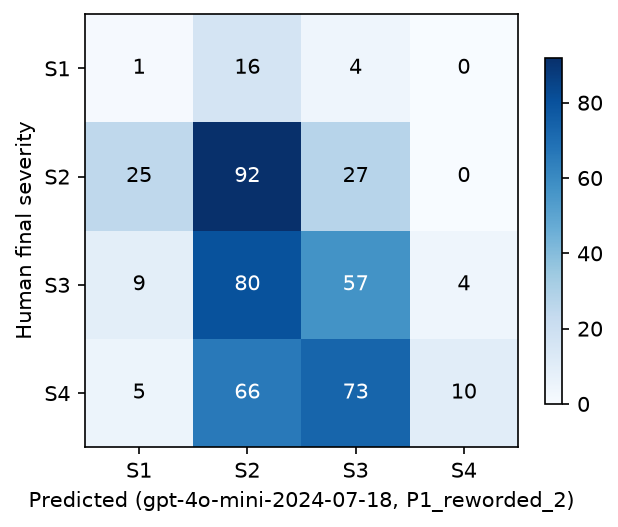 S1 1 16 4 0
S2 25 92 27 0
S3 9 80 57 4
S4 5 66 73 10
S1 S2 S3 S4
Human final severity
Predicted (gpt-4o-mini-2024-07-18, P1_reworded_2)
80
60
40
20
0